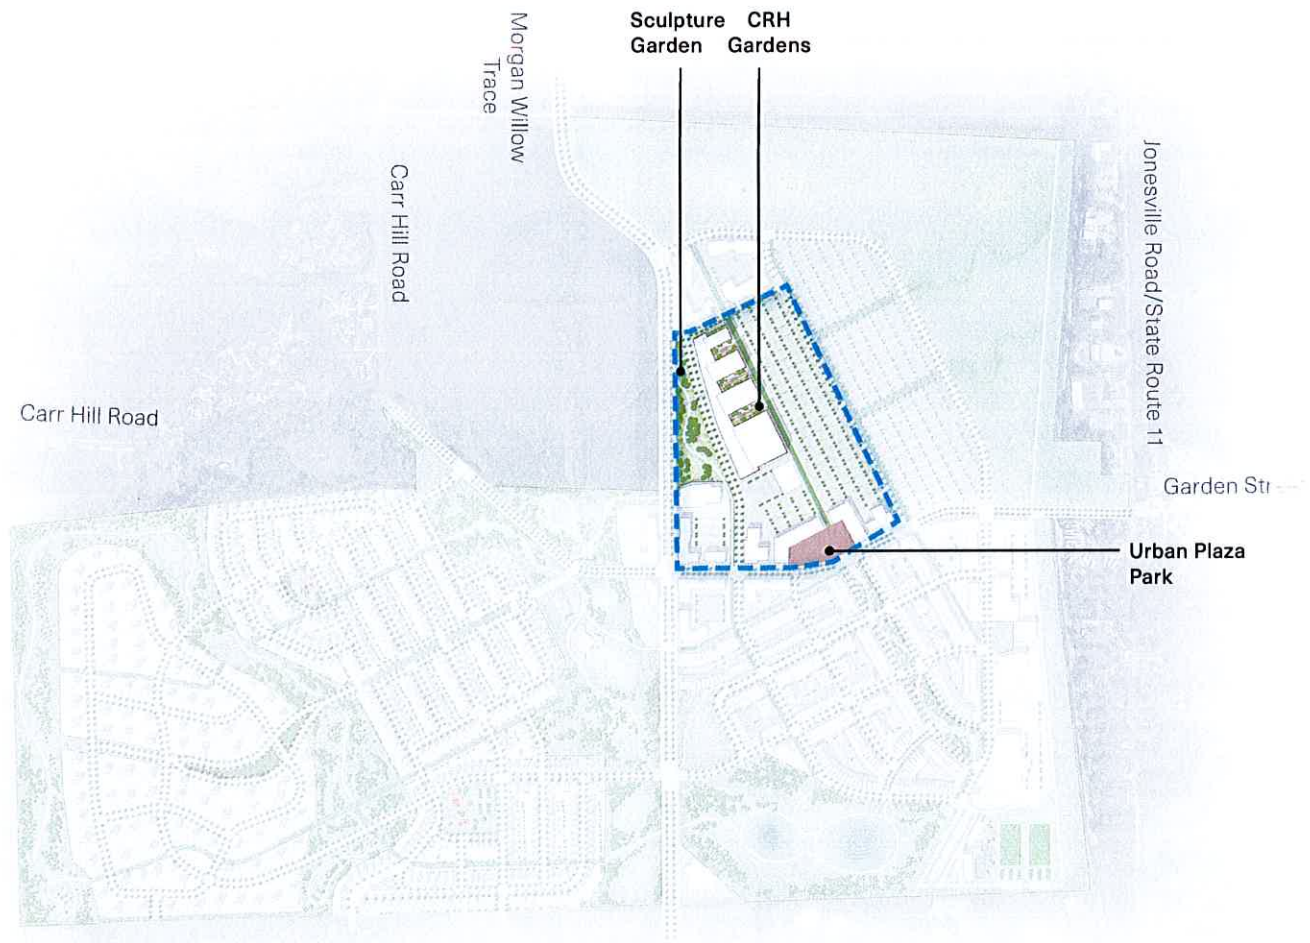 Sculpture
Garden
CRH
Gardens
Morgan Willow
Trace
Carr Hill Road
Jonesville Road/State Route 11
Carr Hill Road
Garden Str
Urban Plaza
Park